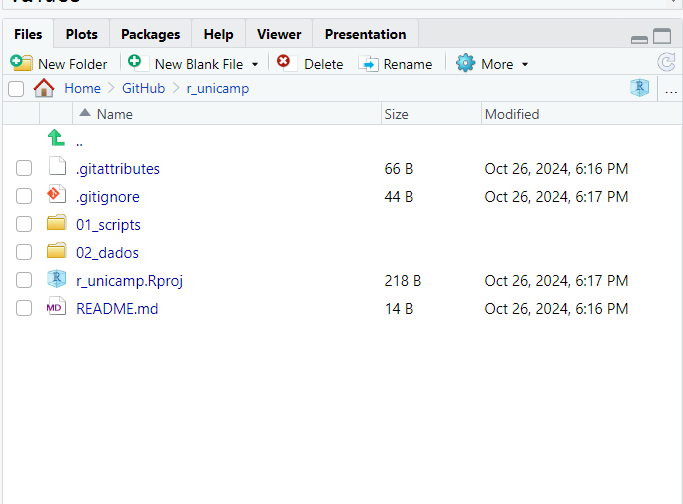 Files Plots Packages Help Viewer Presentation
New Folder New Blank File Delete Rename More
Home GitHub r_unicamp ...
Name Size Modified
..
.gitattributes 66 B Oct 26, 2024, 6:16 PM
.gitignore 44 B Oct 26, 2024, 6:17 PM
01_scripts
02_dados
R r_unicamp.Rproj 218 B Oct 26, 2024, 6:17 PM
MD README.md 14 B Oct 26, 2024, 6:16 PM